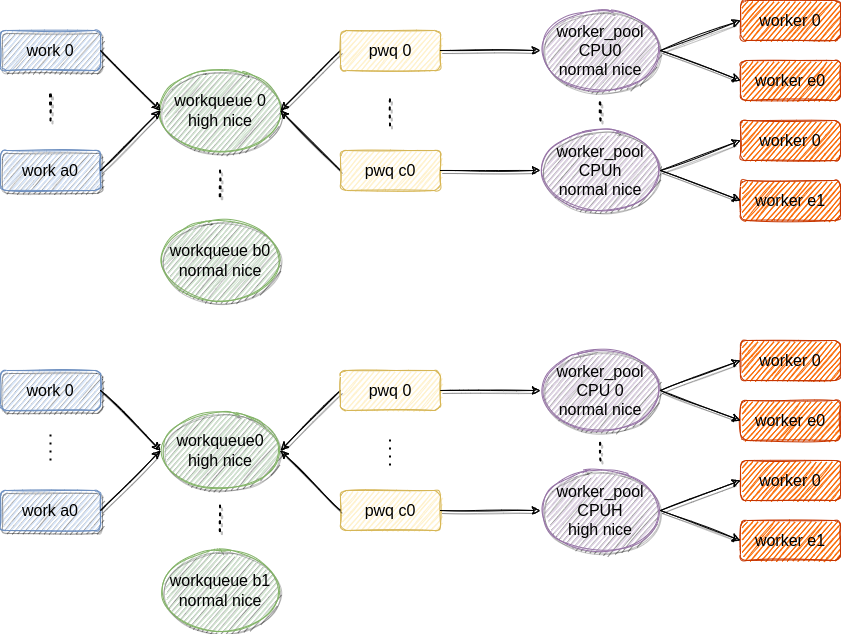 work 0
work a0
workqueue 0
high nice
workqueue b0
normal nice
pwq 0
pwq c0
worker_pool
CPU0
normal nice
worker_pool
CPUh
normal nice
worker 0
worker e0
worker 0
worker e1
work 0
work a0
workqueue0
high nice
workqueue b1
normal nice
pwq 0
pwq c0
worker_pool
CPU 0
normal nice
worker_pool
CPUH
high nice
worker 0
worker e0
worker 0
worker e1